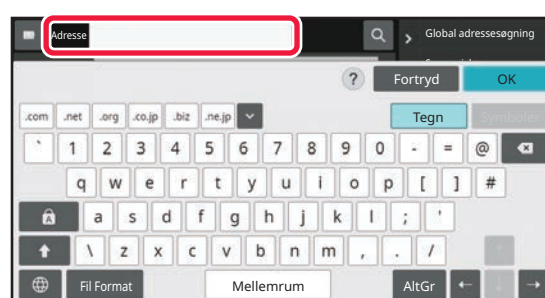 Adresse
Global adressesøgning
? Fortryd OK
.com .net .org .co.jp .biz .ne.jp Tegn Symboler
` 1 2 3 4 5 6 7 8 9 0 - = @
q w e r t y u i o p [ ] #
A a s d f g h j k l ; '
\ z x c v b n m , . /
Fil Format Mellemrum AltGr